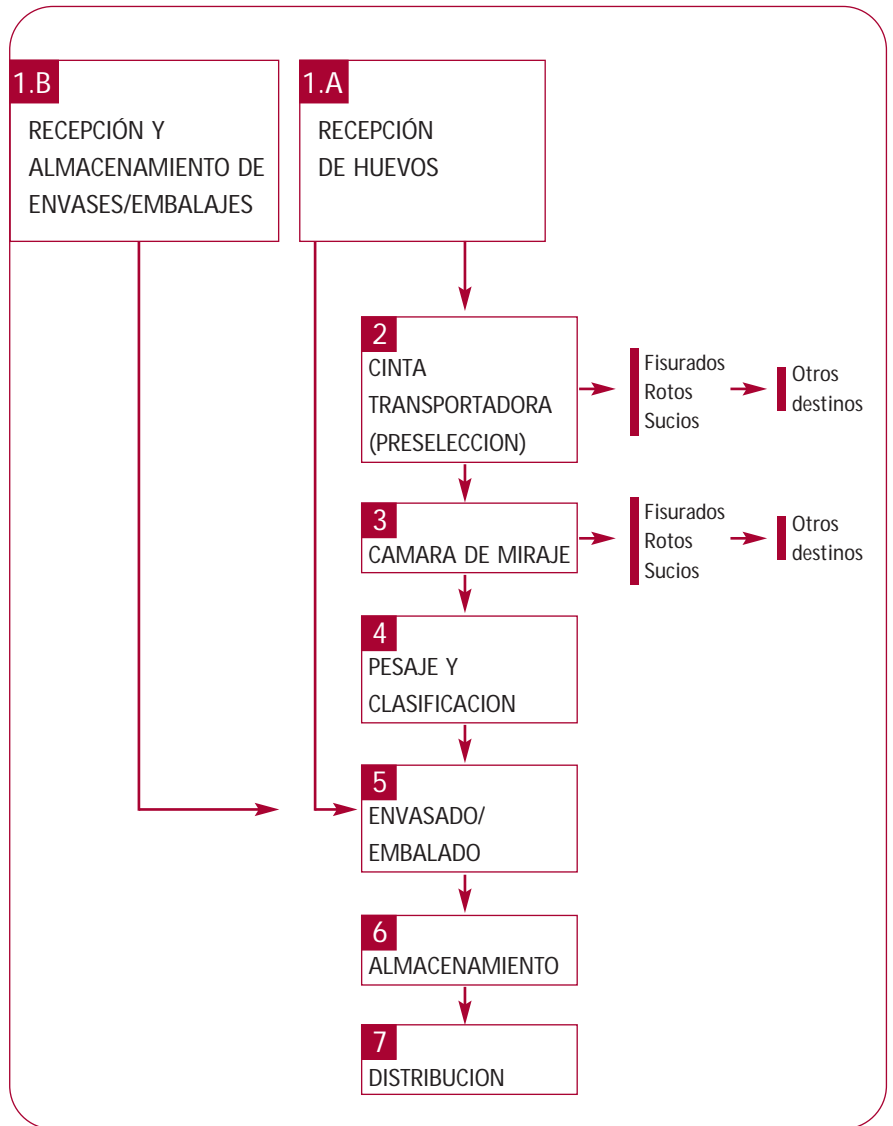 1.B
RECEPCIÓN Y
ALMACENAMIENTO DE
ENVASES/EMBALAJES
1.A
RECEPCIÓN
DE HUEVOS
2
CINTA
TRANSPORTADORA
(PRESELECCION)
Fisurados
Rotos
Sucios
Otros
destinos
3
CAMARA DE MIRAJE
Fisurados
Rotos
Sucios
Otros
destinos
4
PESAJE Y
CLASIFICACION
5
ENVASADO/
EMBALADO
6
ALMACENAMIENTO
7
DISTRIBUCION